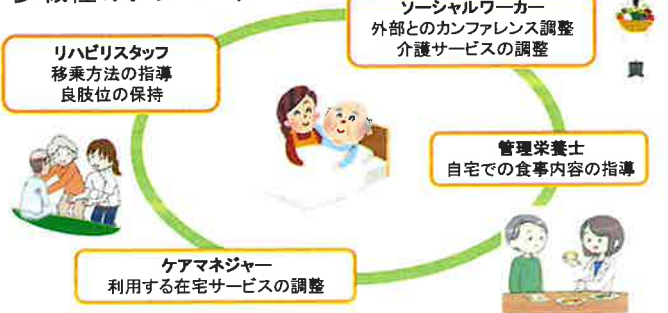 ソーシャルワーカー
外部とのカンファレンス調整
介護サービスの調整
リハビリスタッフ
移乗方法の指導
良肢位の保持
管理栄養士
自宅での食事内容の指導
ケアマネジャー
利用する在宅サービスの調整